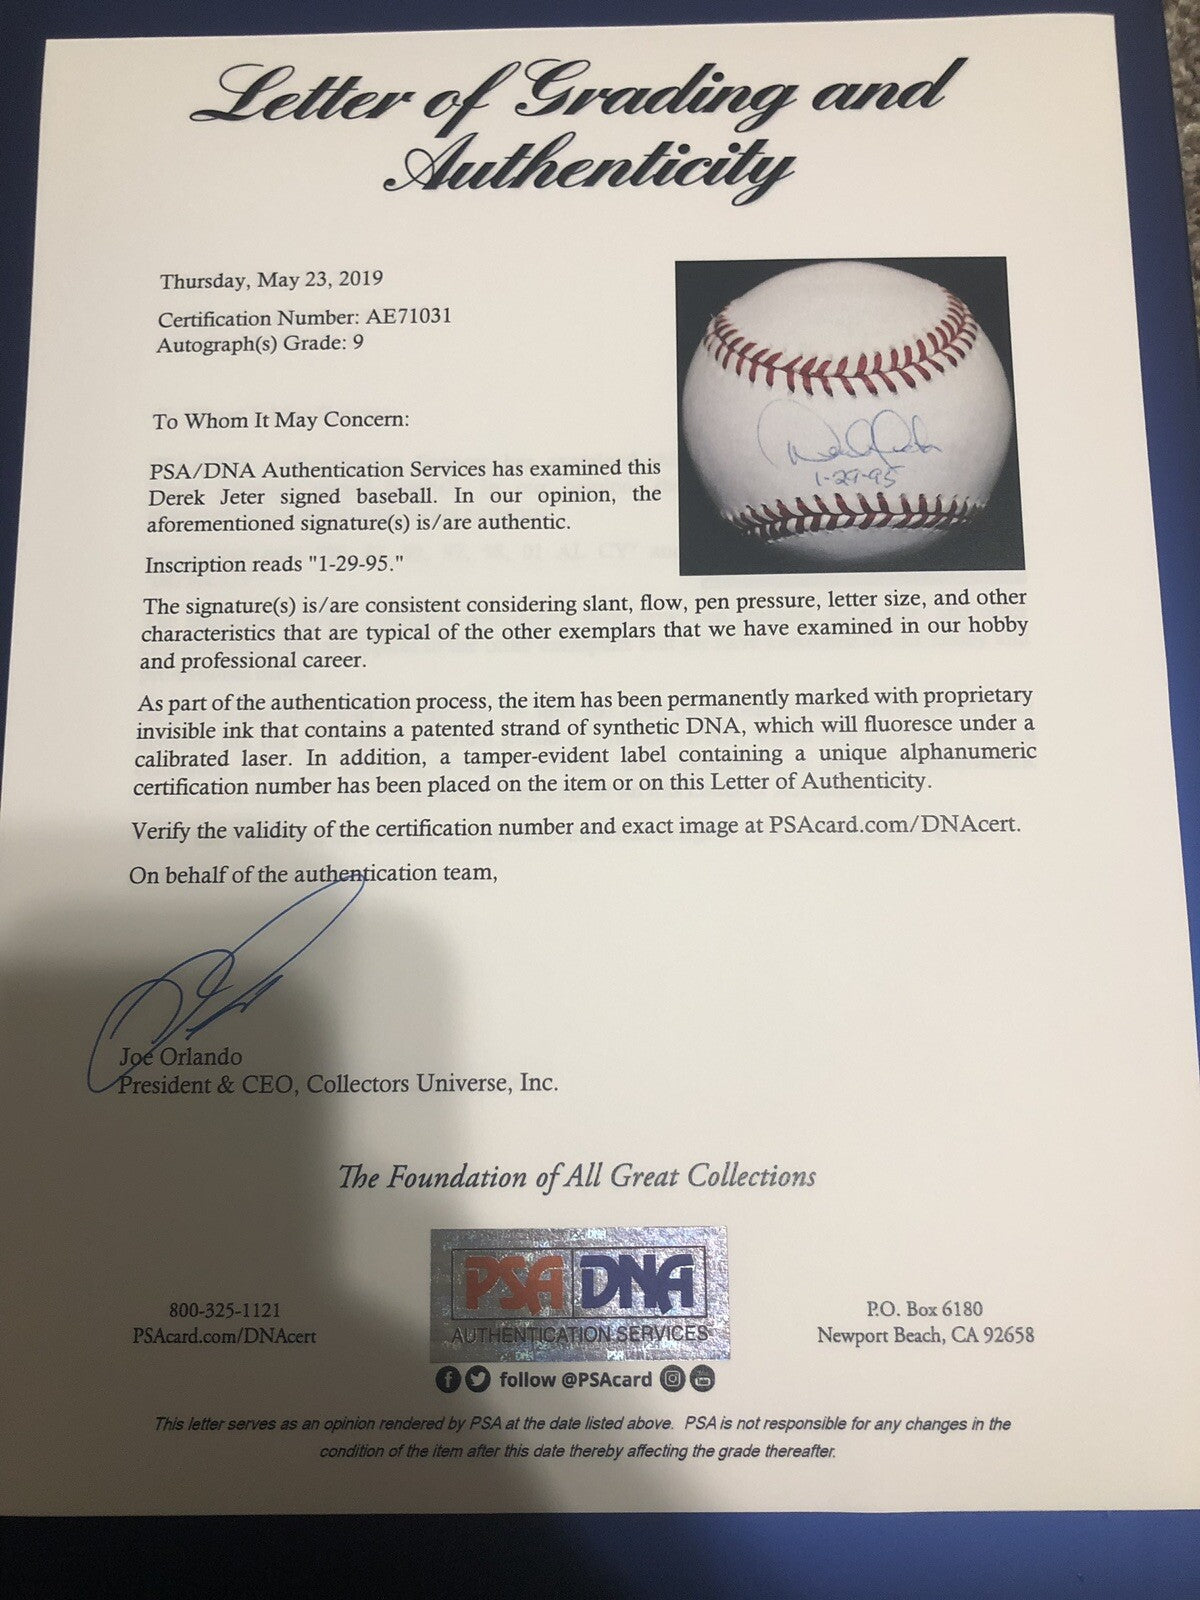 Letter of Grading and
Authenticity
Thursday, May 23, 2019
Certification Number: AE71031
Autograph(s) Grade: 9
To Whom It May Concern:
PSA/DNA Authentication Services has examined this
Derek Jeter signed baseball. In our opinion, the
aforementioned signature(s) is/are authentic.
Inscription reads "1-29-95."
1-29-95
The signature(s) is/are consistent considering slant, flow, pen pressure, letter size, and other
characteristics that are typical of the other exemplars that we have examined in our hobby
and professional career.
As part of the authentication process, the item has been permanently marked with proprietary
invisible ink that contains a patented strand of synthetic DNA, which will fluoresce under a
calibrated laser. In addition, a tamper-evident label containing a unique alphanumeric
certification number has been placed on the item or on this Letter of Authenticity.
Verify the validity of the certification number and exact image at PSAcard.com/DNAcert.
On behalf of the authentication team,
Joe Orlando
President & CEO, Collectors Universe, Inc.
The Foundation of All Great Collections
PSA DNA
AUTHENTICATION SERVICES
800-325-1121
PSAcard.com/DNAcert
P.O. Box 6180
Newport Beach, CA 92658
follow @PSAcard
This letter serves as an opinion rendered by PSA at the date listed above. PSA is not responsible for any changes in the
condition of the item after this date thereby affecting the grade thereafter.